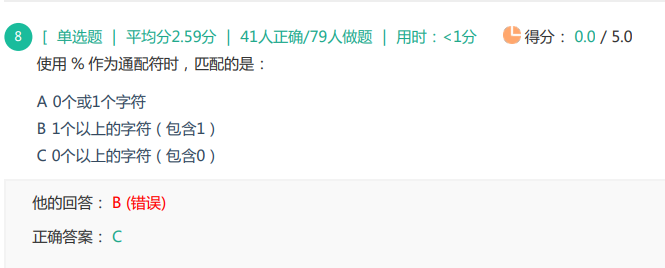 8 [ 单选题 | 平均分2.59分 | 41人正确/79人做题 | 用时：<1分 得分： 0.0 / 5.0
使用 % 作为通配符时，匹配的是：
A 0个或1个字符
B 1个以上的字符（包含1）
C 0个以上的字符（包含0）
他的回答： B (错误)
正确答案： C